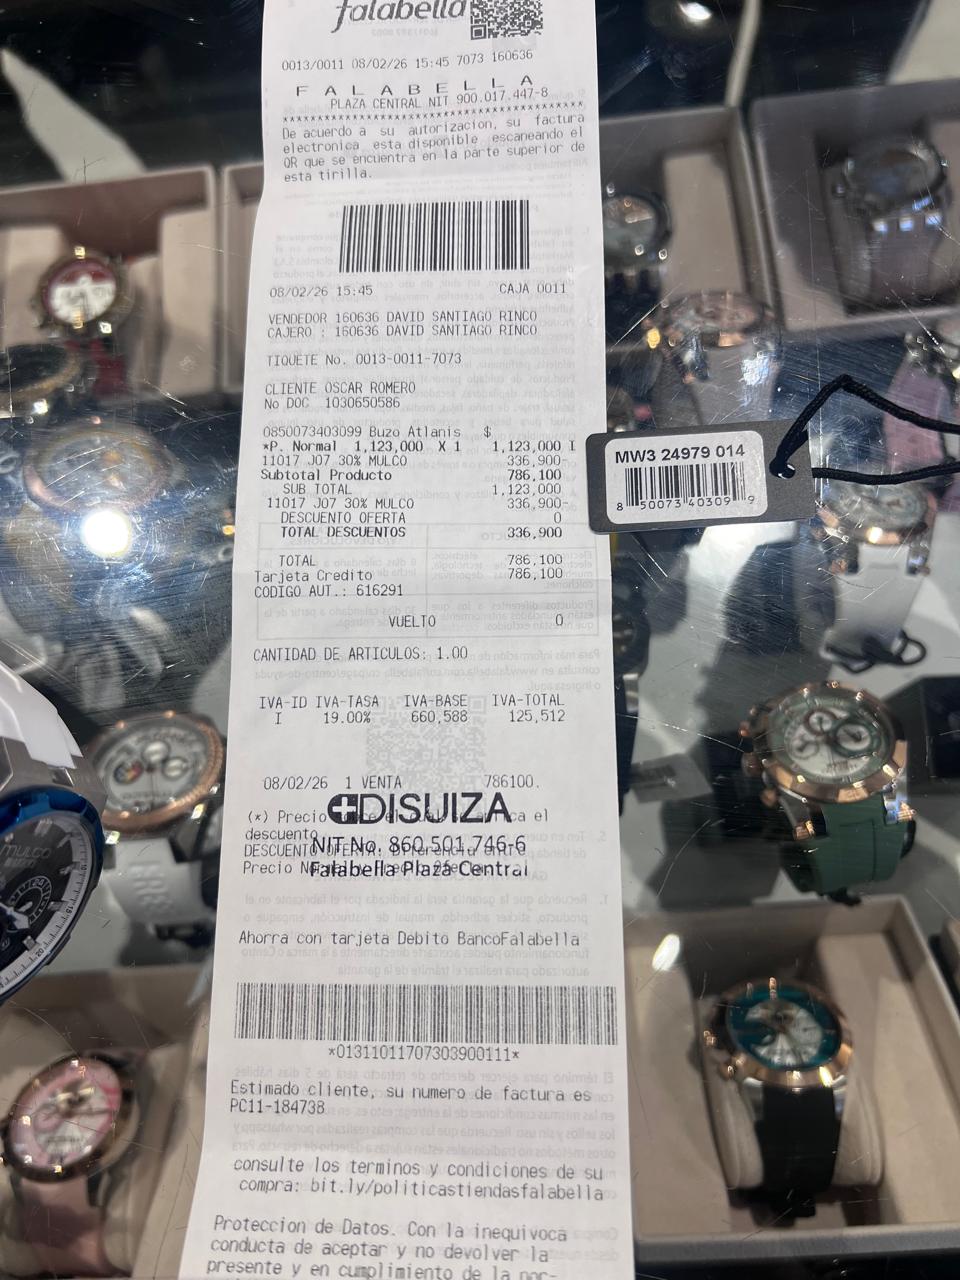 falabella
0013/0011 08/02/26 15:45 7073 160636
F A L A B E L L A
PLAZA CENTRAL NIT 900.017.447-8
****************************************
De acuerdo a su autorizacion, su factura
electronica esta disponible escaneando el
QR que se encuentra en la parte superior de
esta tirilla.
08/02/26 15:45 CAJA 0011
VENDEDOR 160636 DAVID SANTIAGO RINCO
CAJERO : 160636 DAVID SANTIAGO RINCO
TIQUETE No. 0013-0011-7073
CLIENTE OSCAR ROMERO
No DOC 1030650586
0850073403099 Buzo Atlanis $
*P. Normal 1,123,000 X 1 1,123,000 I
11017 J07 30% MULCO 336,900-
Subtotal Producto 786,100
SUB TOTAL 1,123,000
11017 J07 30% MULCO 336,900-
DESCUENTO OFERTA 0
TOTAL DESCUENTOS 336,900
TOTAL 786,100
Tarjeta Credito 786,100
CODIGO AUT.: 616291
VUELTO 0
CANTIDAD DE ARTICULOS: 1.00
IVA-ID IVA-TASA IVA-BASE IVA-TOTAL
I 19.00% 660,588 125,512
08/02/26 1 VENTA 786100.
DISUIZA
(*) Precio el
descuento
NIT No. 860.501.746-6
DESCUENTO OFERTA:
Precio
Falabella Plaza Central
Ahorra con tarjeta Debito BancoFalabella
*01311011707303900111*
Estimado cliente, su numero de factura es
PC11-184738
consulte los terminos y condiciones de su
compra: bit.ly/politicastiendasfalabella
Proteccion de Datos. Con la inequivoca
conducta de aceptar y no devolver la
presente y en cumplimiento de la nor-
MW3 24979 014
8 50073 40309 9
MULCO